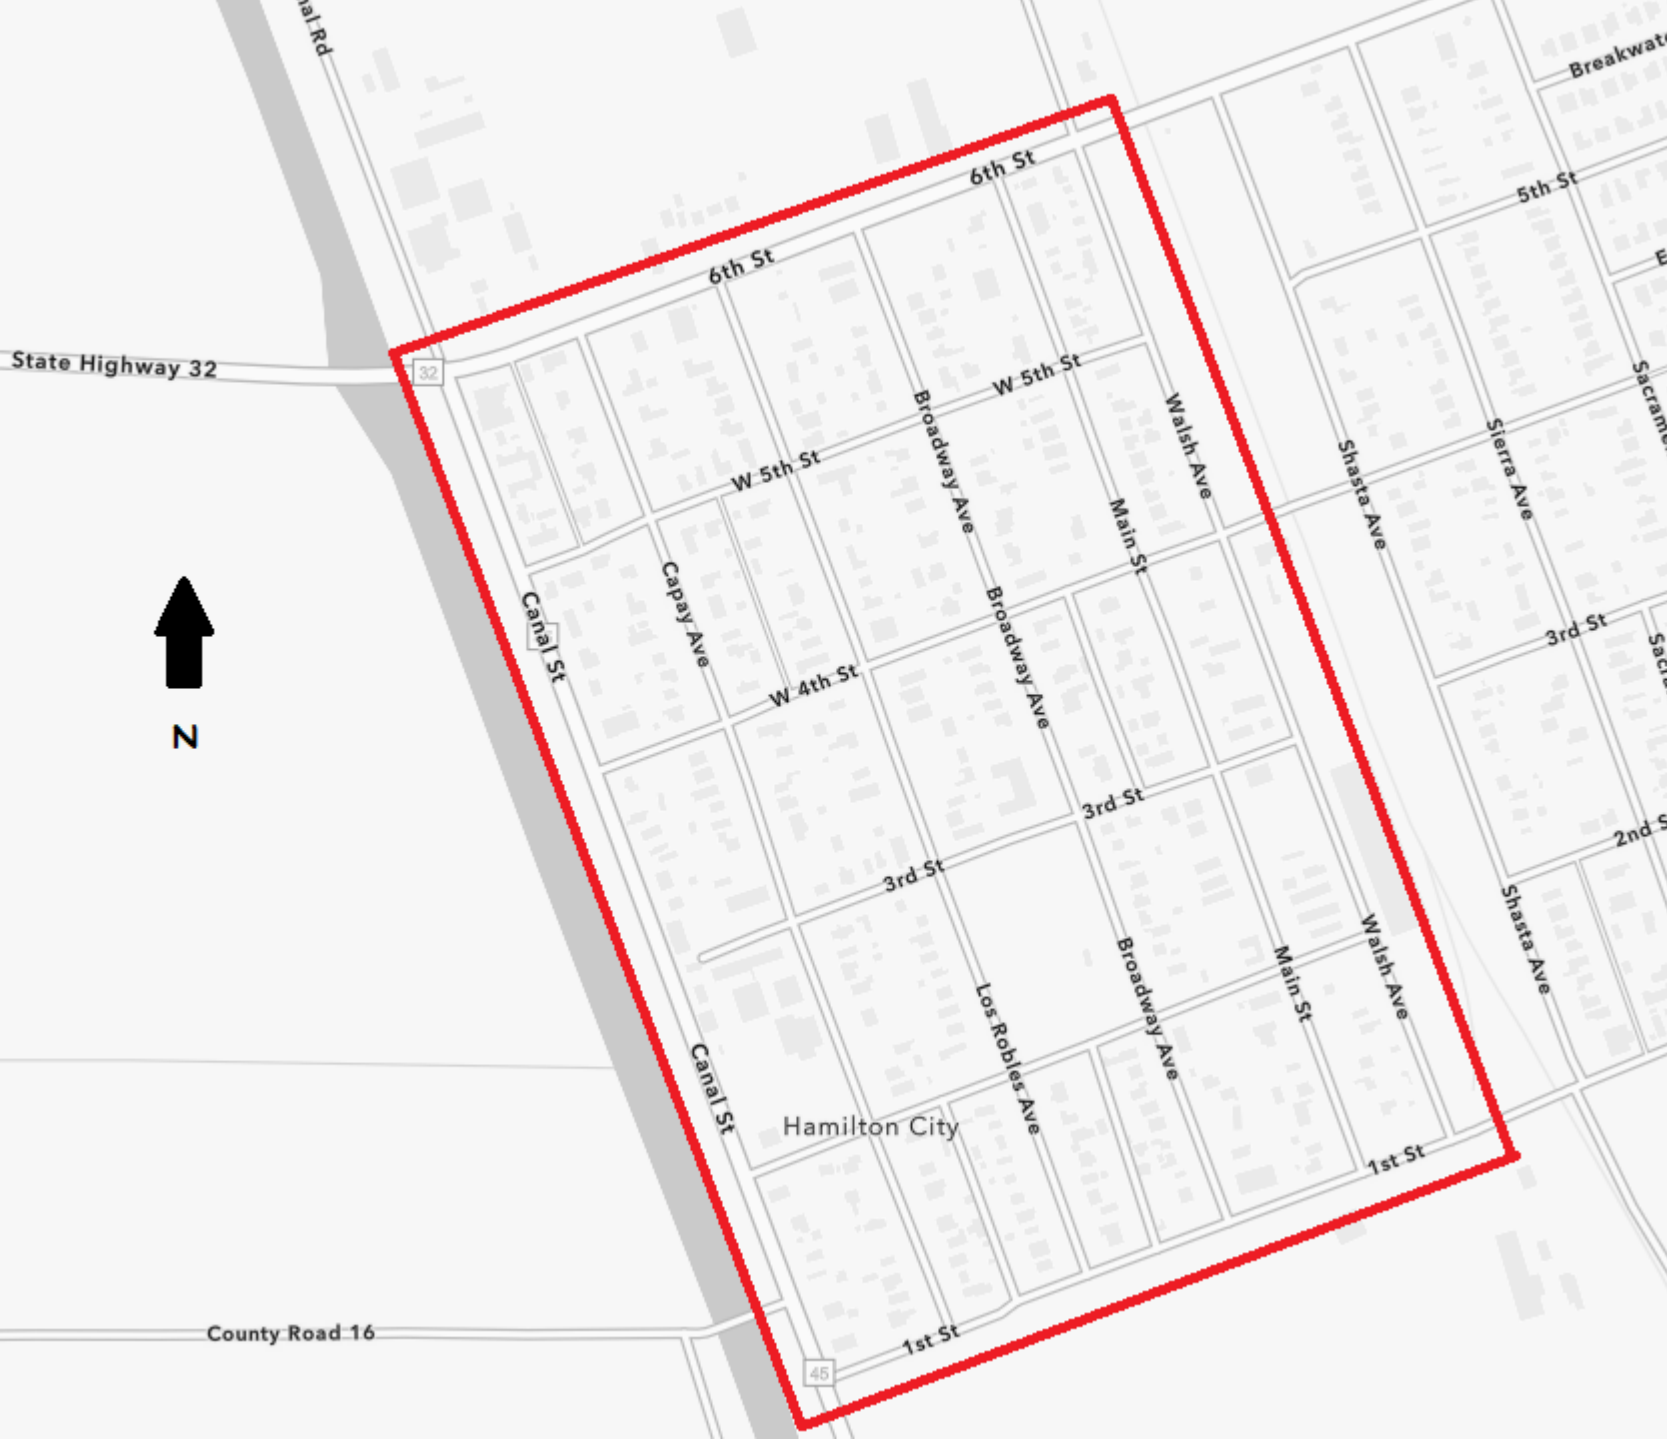 nal Rd
Breakwate
6th St
5th St
6th St
E
State Highway 32
32
W 5th St
Sacrame
Broadway Ave
Walsh Ave
Sierra Ave
Shasta Ave
W 5th St
Main St
Capay Ave
Canal St
Broadway Ave
3rd St
Sacra
W 4th St
N
3rd St
2nd S
3rd St
Shasta Ave
Walsh Ave
Broadway Ave
Main St
Los Robles Ave
Canal St
Hamilton City
1st St
County Road 16
1st St
45